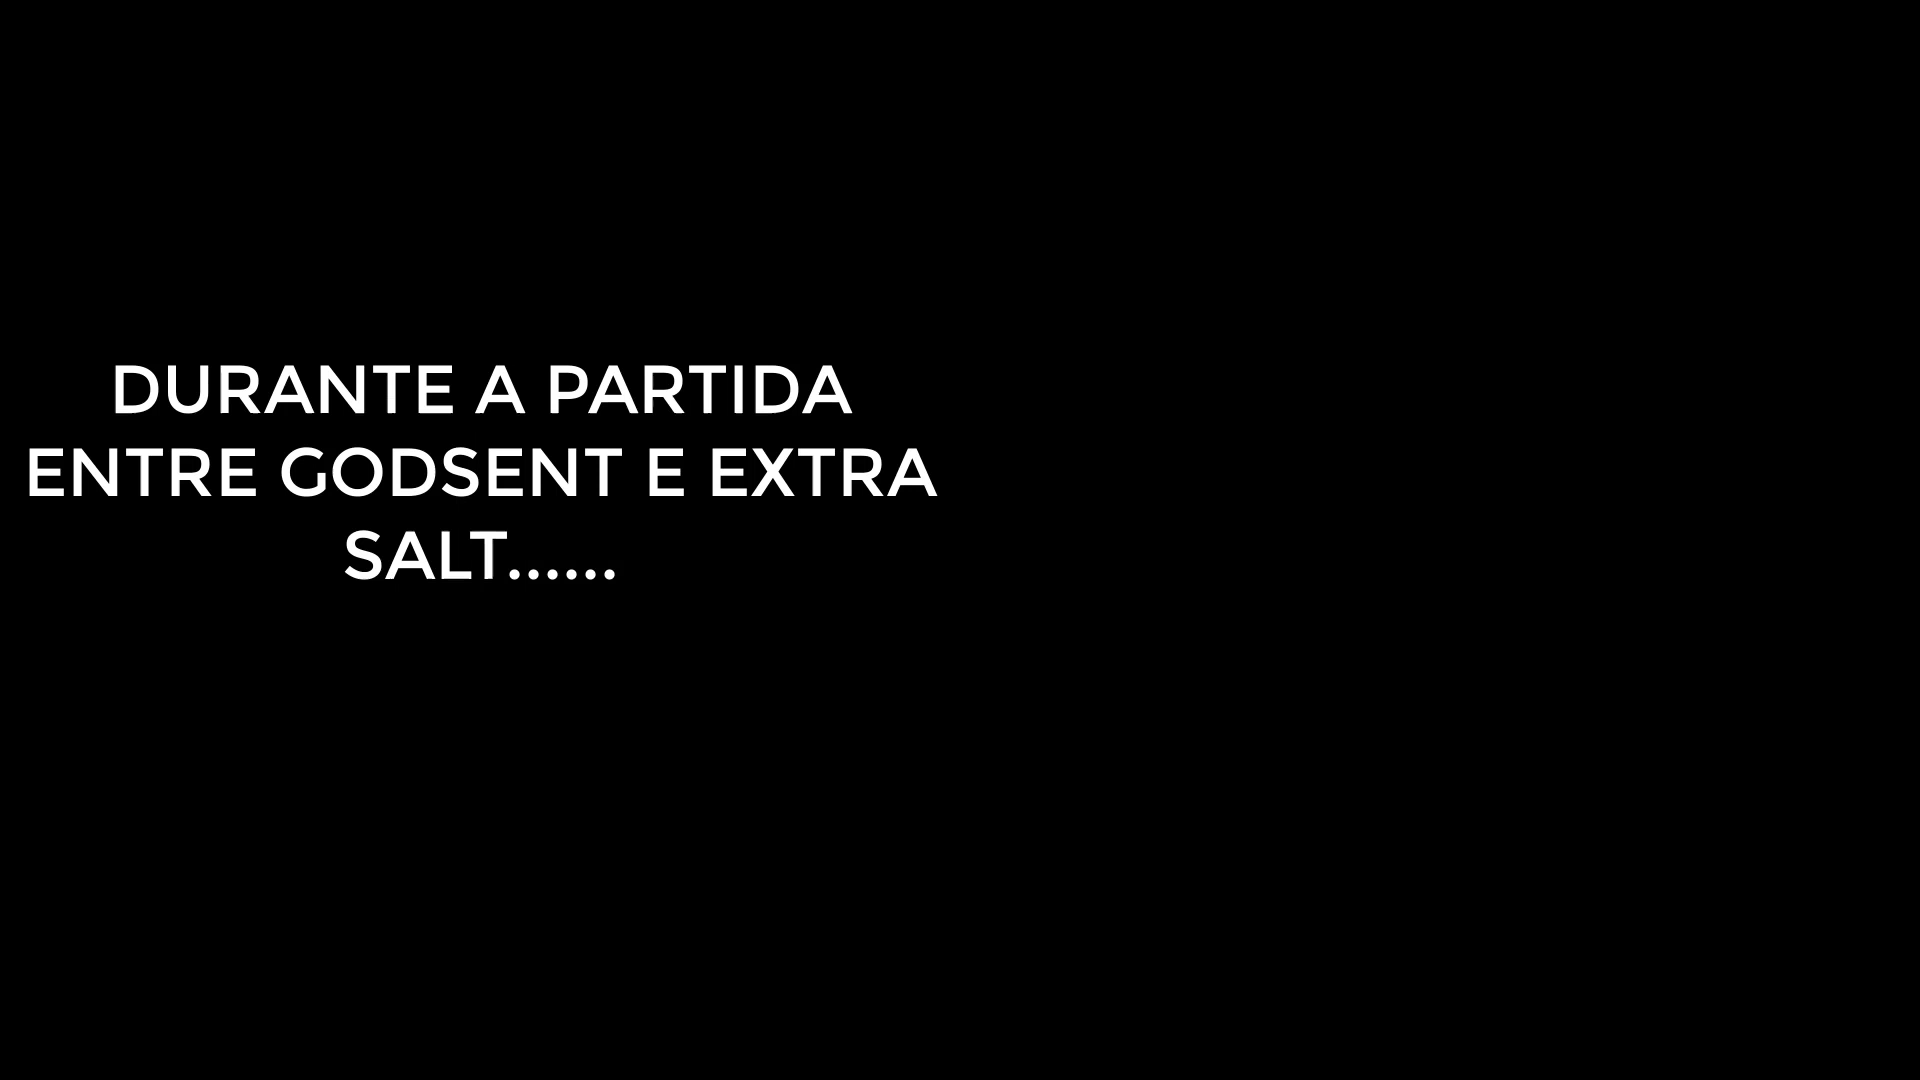 DURANTE A PARTIDA
ENTRE GODSENT E EXTRA
SALT......